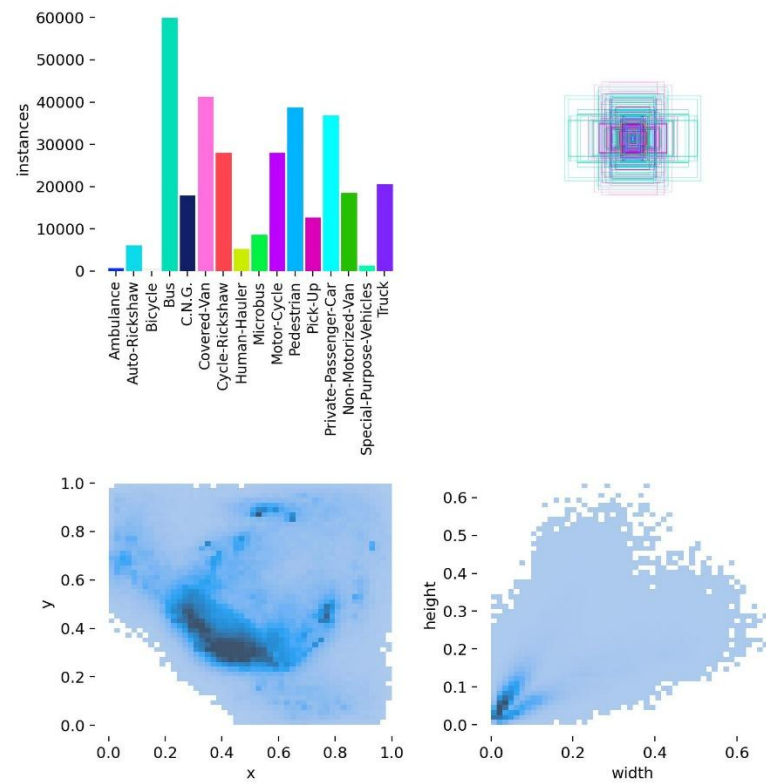 60000
50000
40000
30000
20000
10000
0
instances
Ambulance
Auto-Rickshaw
Bicycle
Bus
C.N.G.
Covered-Van
Cycle-Rickshaw
Human-Hauler
Microbus
Motor-Cycle
Pedestrian
Pick-Up
Private-Passenger-Car
Non-Motorized-Van
Special-Purpose-Vehicles
Truck
1.0
0.8
0.6
0.4
0.2
0.0
y
0.0 0.2 0.4 0.6 0.8 1.0
x
0.6
0.5
0.4
0.3
0.2
0.1
0.0
height
0.0 0.2 0.4 0.6
width